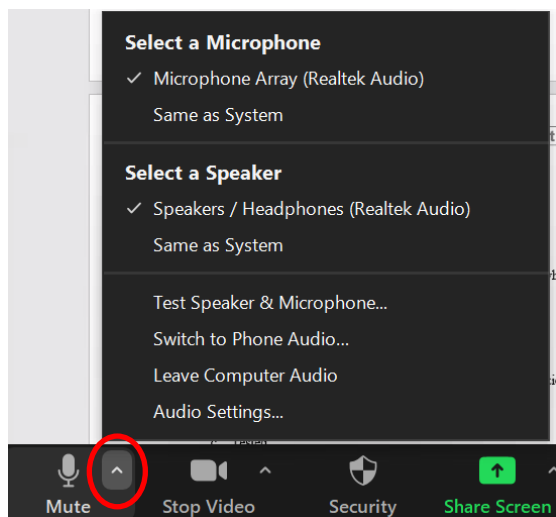 Select a Microphone
Microphone Array (Realtek Audio)
Same as System
Select a Speaker
Speakers / Headphones (Realtek Audio)
Same as System
Test Speaker & Microphone...
Switch to Phone Audio...
Leave Computer Audio
Audio Settings...
Mute
Stop Video
Security
Share Screen